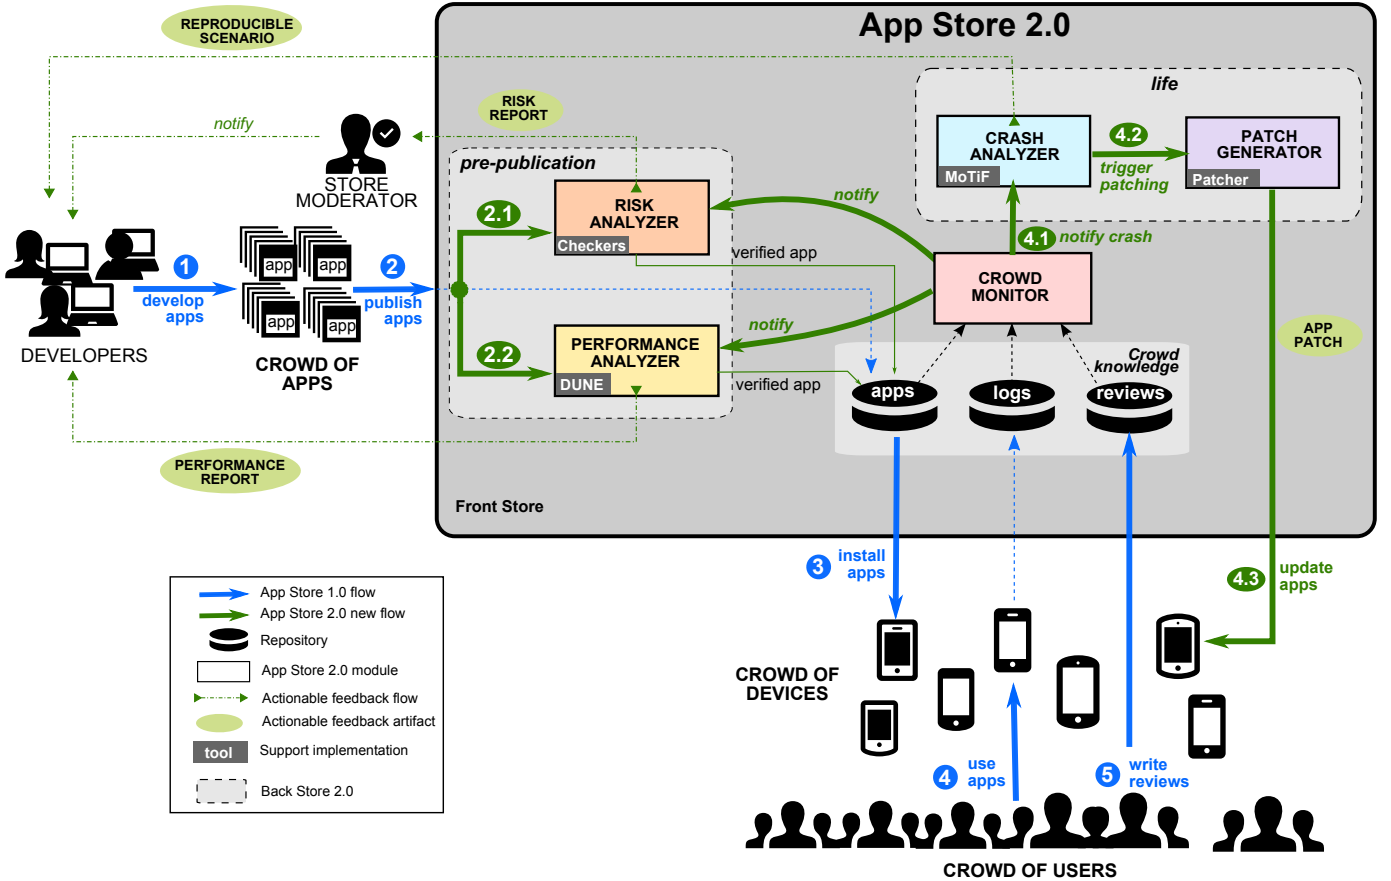 App Store 2.0
REPRODUCIBLE
SCENARIO
life
RISK
REPORT
notify
pre-publication
CRASH
ANALYZER
MoTiF
4.2
trigger
patching
PATCH
GENERATOR
Patcher
STORE
MODERATOR
2.1
RISK
ANALYZER
Checkers
notify
4.1
notify crash
verified app
1
develop
apps
app
app
app
app
2
publish
apps
CROWD
MONITOR
DEVELOPERS
CROWD OF
APPS
2.2
PERFORMANCE
ANALYZER
DUNE
notify
verified app
APP
PATCH
Crowd
knowledge
apps
logs
reviews
PERFORMANCE
REPORT
Front Store
3
install
apps
4.3
update
apps
App Store 1.0 flow
App Store 2.0 new flow
Repository
App Store 2.0 module
Actionable feedback flow
Actionable feedback artifact
tool
Support implementation
Back Store 2.0
CROWD OF
DEVICES
4
use
apps
5
write
reviews
CROWD OF USERS